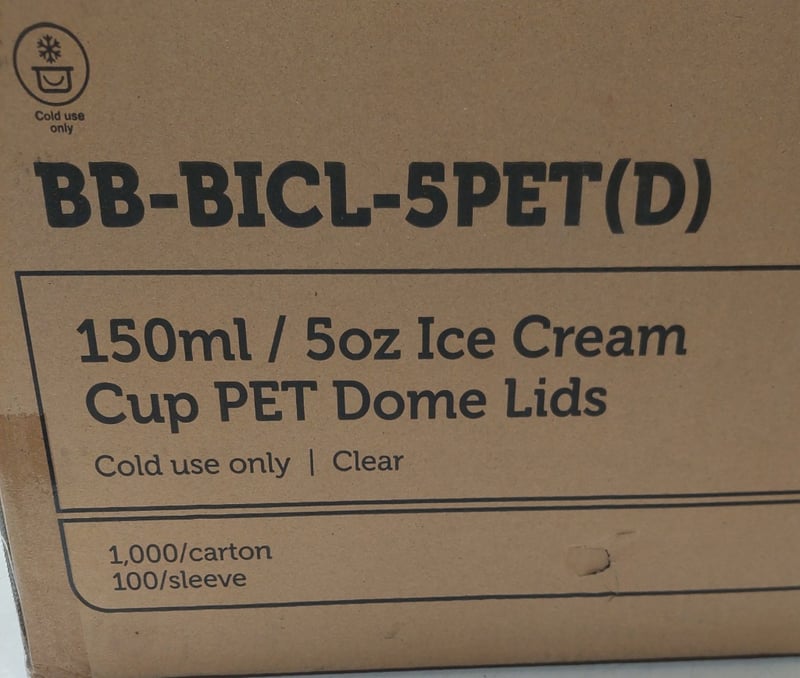 Cold use
only
BB-BICL-5PET(D)
150ml / 5oz Ice Cream
Cup PET Dome Lids
Cold use only | Clear
1,000/carton
100/sleeve